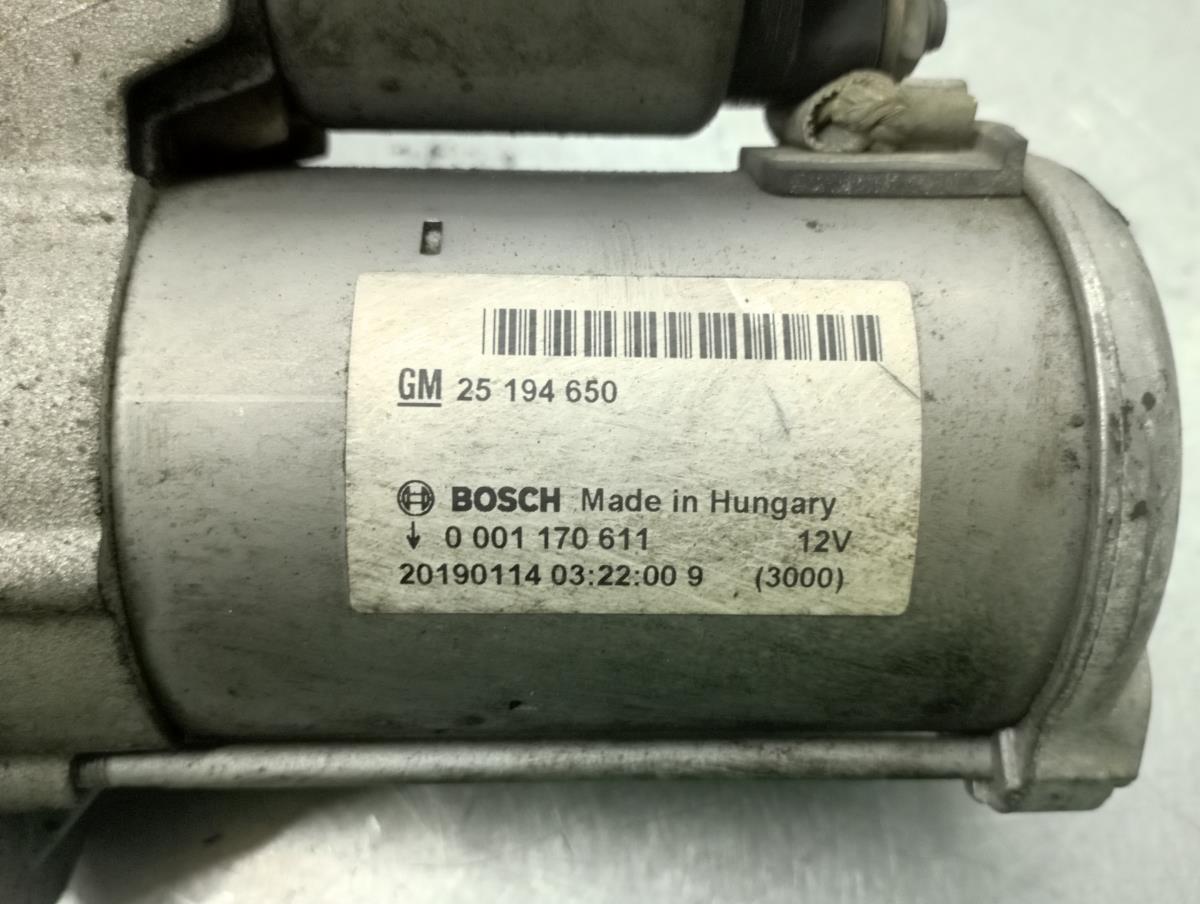 GM 25 194 650
BOSCH Made in Hungary
↓ 0 001 170 611 12V
20190114 03:22:00 9 (3000)